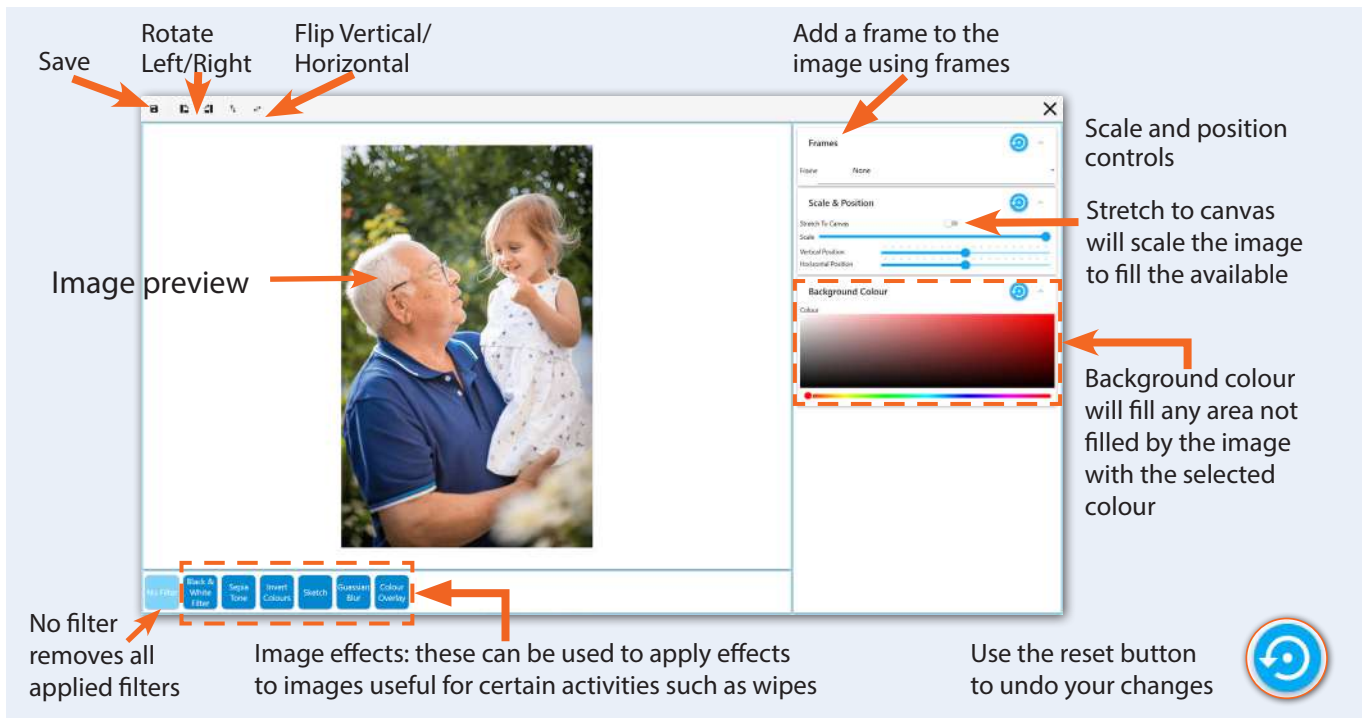 Rotate
Left/Right
Flip Vertical/
Horizontal
Add a frame to the
image using frames
Save
Scale and position
controls
Frames
Frame None
Scale & Position
Stretch To Canvas
Scale
Vertical Position
Horizontal Position
Stretch to canvas
will scale the image
to fill the available
Image preview
Background Colour
Colour
Background colour
will fill any area not
filled by the image
with the selected
colour
No Filter
Black &
White
Filter
Sepia
Tone
Invert
Colours
Sketch
Guessian
Blur
Colour
Overlay
No filter
removes all
applied filters
Image effects: these can be used to apply effects
to images useful for certain activities such as wipes
Use the reset button
to undo your changes